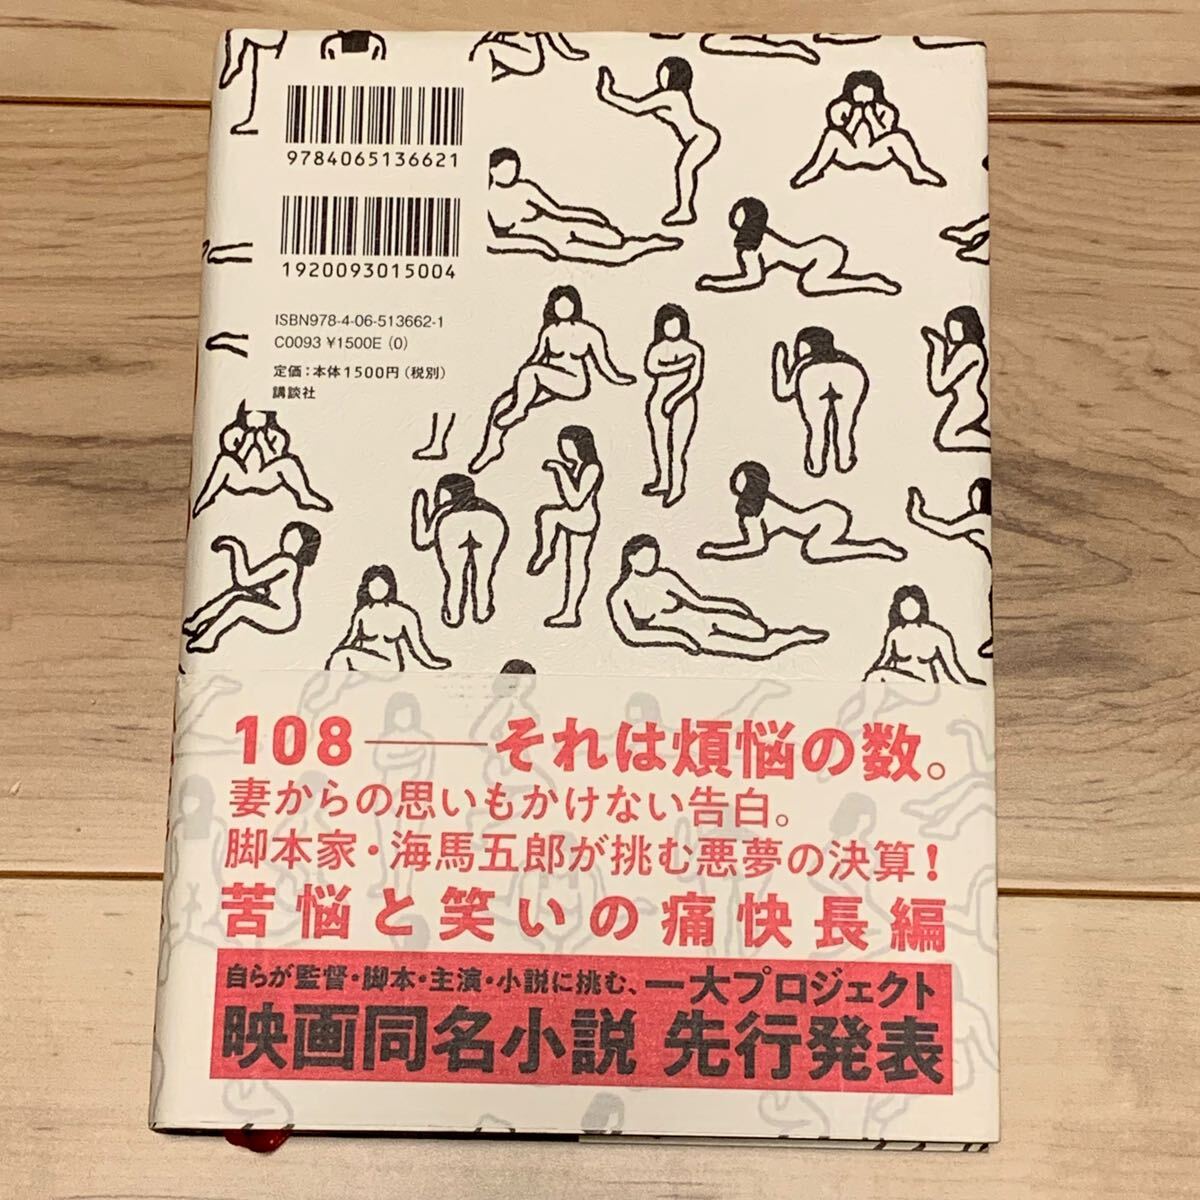 9784065136621
1920093015004
ISBN978-4-06-513662-1
C0093 ¥1500E (0)
定価：本体1500円（税別）
講談社
108――それは煩悩の数。
妻からの思いもかけない告白。
脚本家・海馬五郎が挑む悪夢の決算！
苦悩と笑いの痛快長編
自らが監督・脚本・主演・小説に挑む、一大プロジェクト
映画同名小説 先行発表